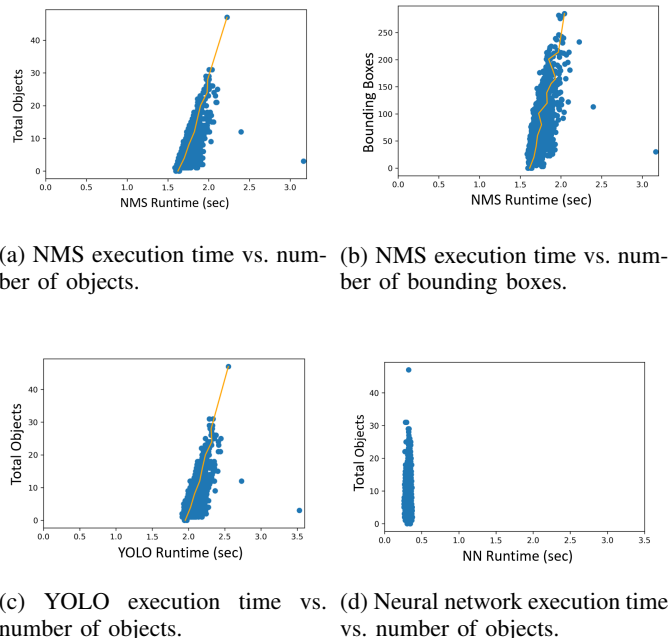 40
30
20
10
0
Total Objects
0.0 0.5 1.0 1.5 2.0 2.5 3.0
NMS Runtime (sec)
250
200
150
100
50
0
Bounding Boxes
0.0 0.5 1.0 1.5 2.0 2.5 3.0
NMS Runtime (sec)
(a) NMS execution time vs. num-
ber of objects.
(b) NMS execution time vs. num-
ber of bounding boxes.
40
30
20
10
0
Total Objects
0.0 0.5 1.0 1.5 2.0 2.5 3.0 3.5
YOLO Runtime (sec)
40
30
20
10
0
Total Objects
0.0 0.5 1.0 1.5 2.0 2.5 3.0 3.5
NN Runtime (sec)
(c) YOLO execution time vs.
number of objects.
(d) Neural network execution time
vs. number of objects.